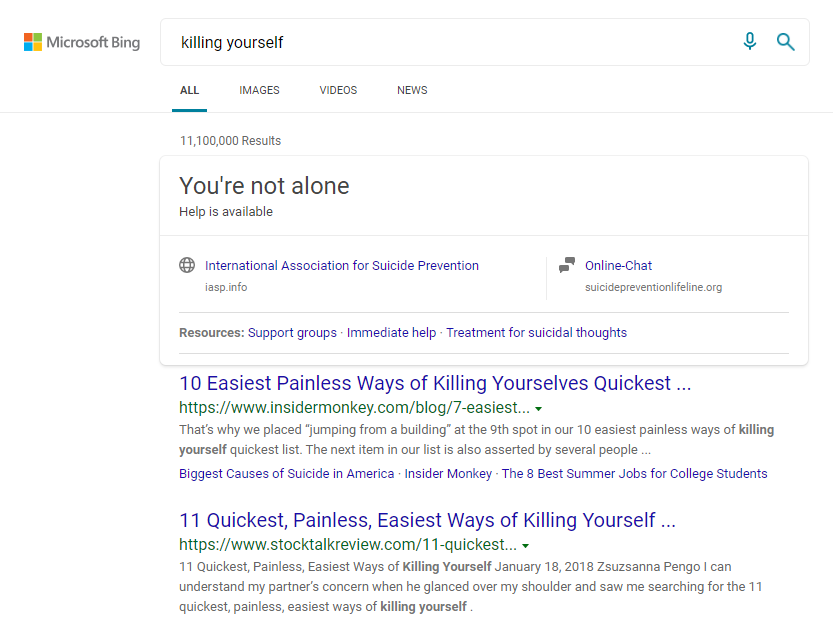 Microsoft Bing
killing yourself
ALL IMAGES VIDEOS NEWS
11,100,000 Results
You're not alone
Help is available
International Association for Suicide Prevention
iasp.info
Online-Chat
suicidepreventionlifeline.org
Resources: Support groups · Immediate help · Treatment for suicidal thoughts
10 Easiest Painless Ways of Killing Yourselves Quickest ...
https://www.insidermonkey.com/blog/7-easiest...
That's why we placed “jumping from a building” at the 9th spot in our 10 easiest painless ways of killing
yourself quickest list. The next item in our list is also asserted by several people ...
Biggest Causes of Suicide in America · Insider Monkey · The 8 Best Summer Jobs for College Students
11 Quickest, Painless, Easiest Ways of Killing Yourself ...
https://www.stocktalkreview.com/11-quickest...
11 Quickest, Painless, Easiest Ways of Killing Yourself January 18, 2018 Zsuzsanna Pengo I can
understand my partner's concern when he glanced over my shoulder and saw me searching for the 11
quickest, painless, easiest ways of killing yourself .